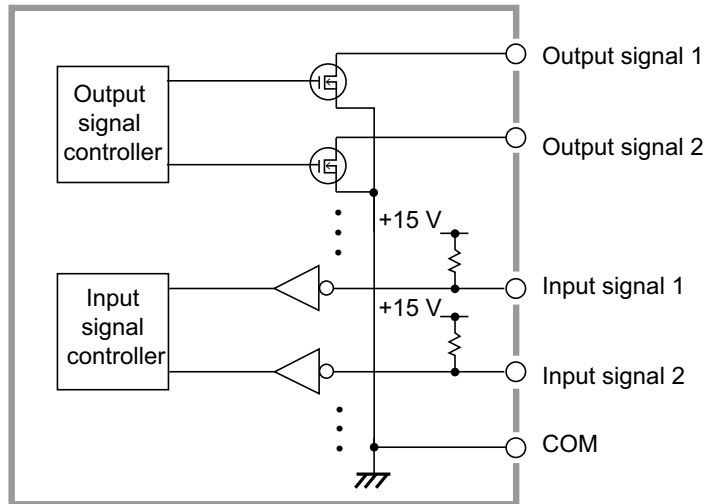 Output signal 1
Output
signal
controller
Output signal 2
+15 V
Input signal 1
Input
signal
controller
+15 V
Input signal 2
COM